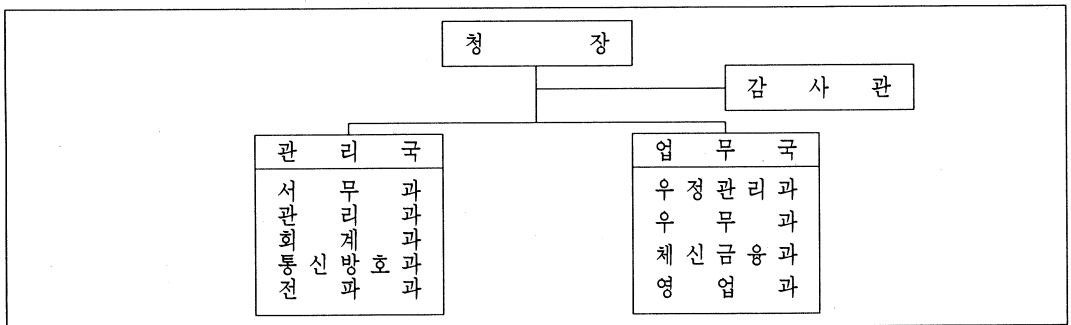 청장
감사관
관리국
서무과
관리과
회계과
통신방호과
전파과
업무국
우정관리과
우무과
체신금융과
영업과